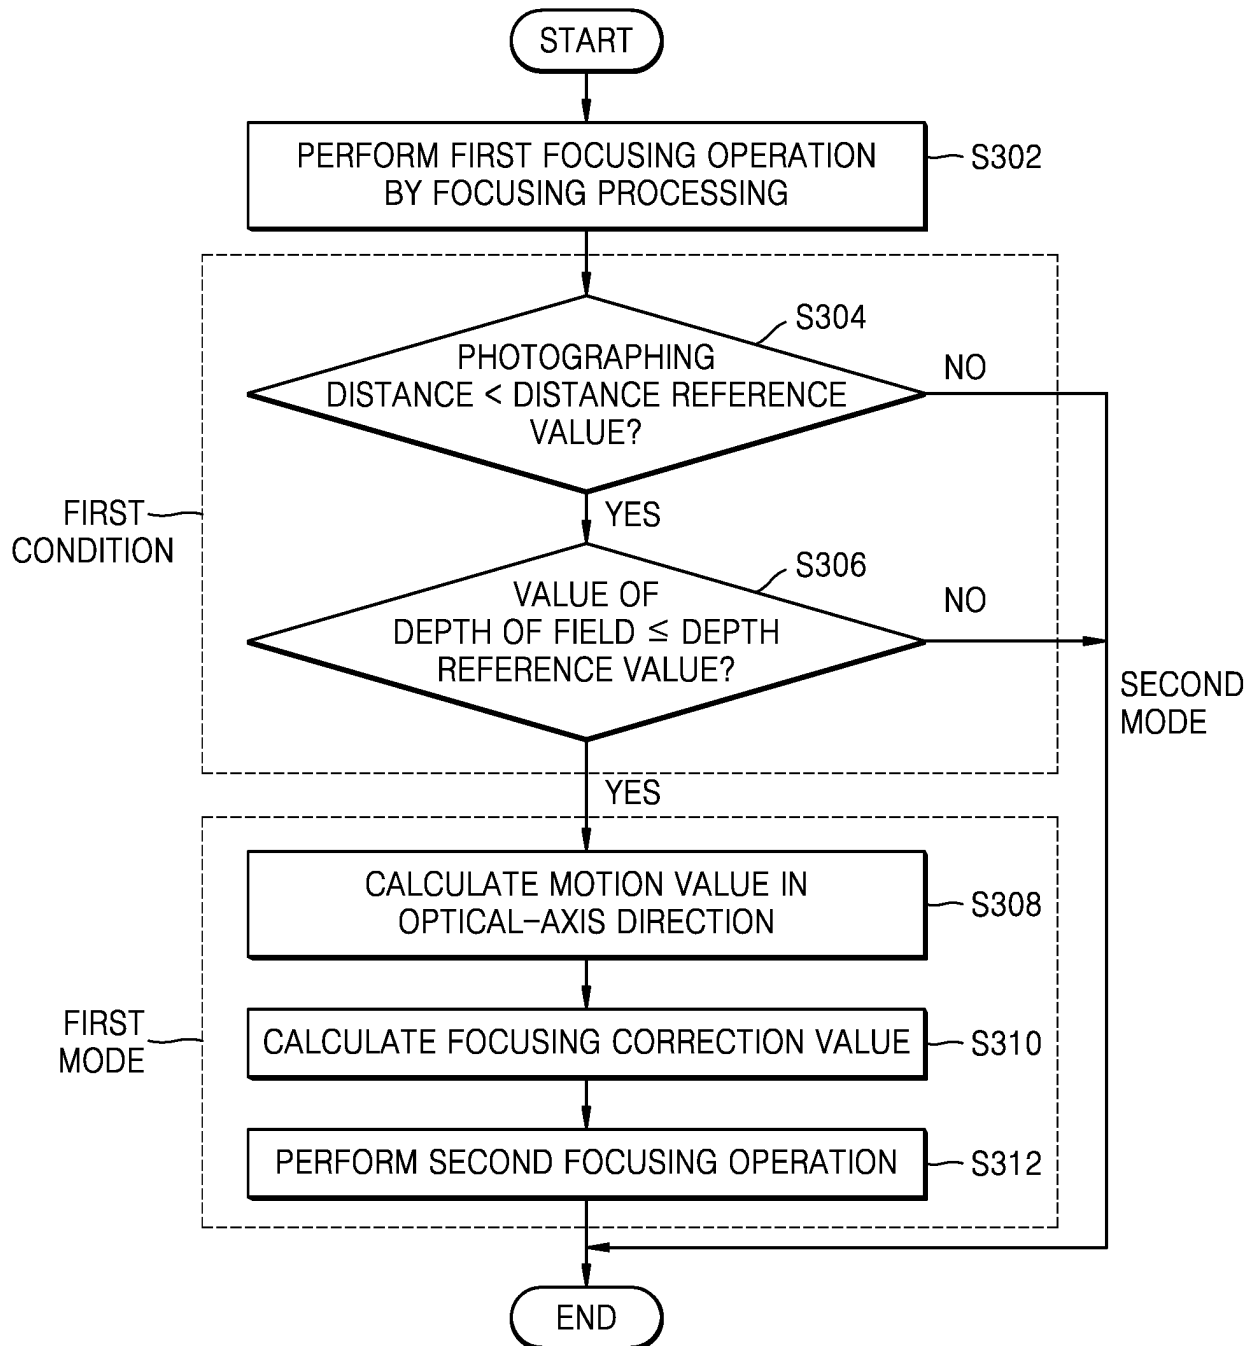 START
PERFORM FIRST FOCUSING OPERATION
BY FOCUSING PROCESSING
S302
S304
PHOTOGRAPHING
DISTANCE < DISTANCE REFERENCE
VALUE?
NO
YES
FIRST
CONDITION
S306
VALUE OF
DEPTH OF FIELD ≤ DEPTH
REFERENCE VALUE?
NO
SECOND
MODE
YES
CALCULATE MOTION VALUE IN
OPTICAL-AXIS DIRECTION
S308
FIRST
MODE
CALCULATE FOCUSING CORRECTION VALUE
S310
PERFORM SECOND FOCUSING OPERATION
S312
END